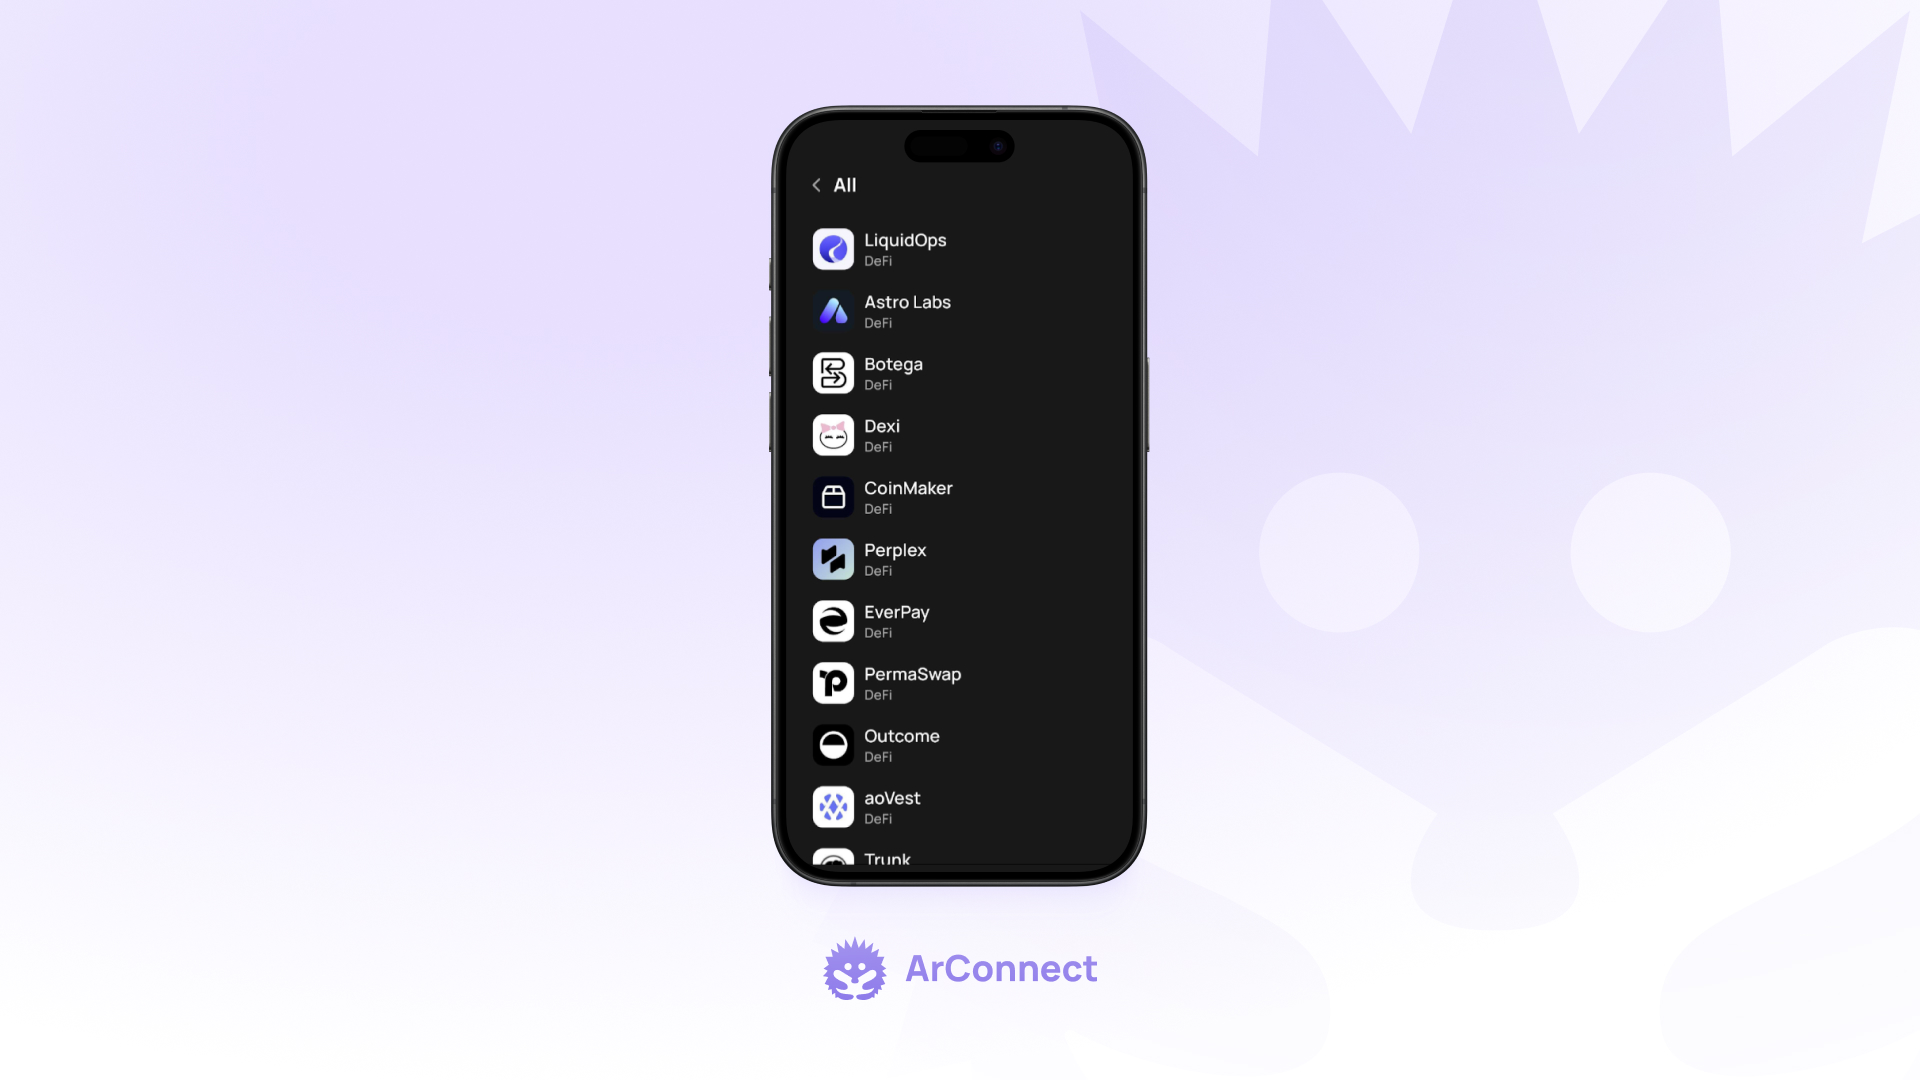 All
LiquidOps
DeFi
Astro Labs
DeFi
Botega
DeFi
Dexi
DeFi
CoinMaker
DeFi
Perplex
DeFi
EverPay
DeFi
PermaSwap
DeFi
Outcome
DeFi
aoVest
DeFi
Trunk
ArConnect